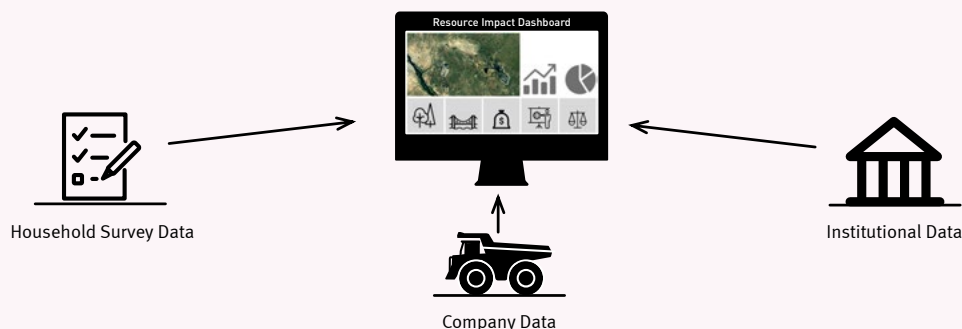 Resource Impact Dashboard
$
Household Survey Data
Institutional Data
Company Data